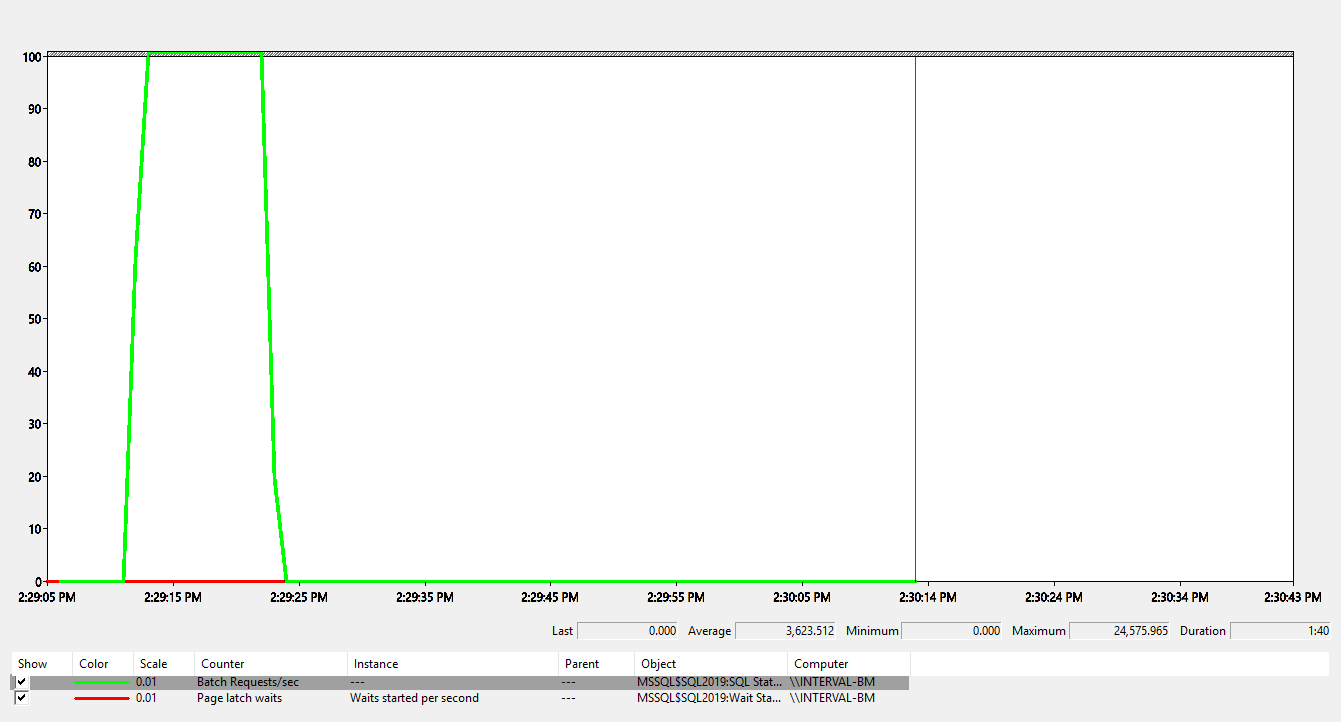 100
90
80
70
60
50
40
30
20
10
0
2:29:05 PM 2:29:15 PM 2:29:25 PM 2:29:35 PM 2:29:45 PM 2:29:55 PM 2:30:05 PM 2:30:14 PM 2:30:24 PM 2:30:34 PM 2:30:43 PM
Last 0.000 Average 3,623.512 Minimum 0.000 Maximum 24,575.965 Duration 1:40
Show Color Scale Counter Instance Parent Object Computer
0.01 Batch Requests/sec --- --- MSSQL$SQL2019:SQL Stat... \\INTERVAL-BM
0.01 Page latch waits Waits started per second --- MSSQL$SQL2019:Wait Sta... \\INTERVAL-BM